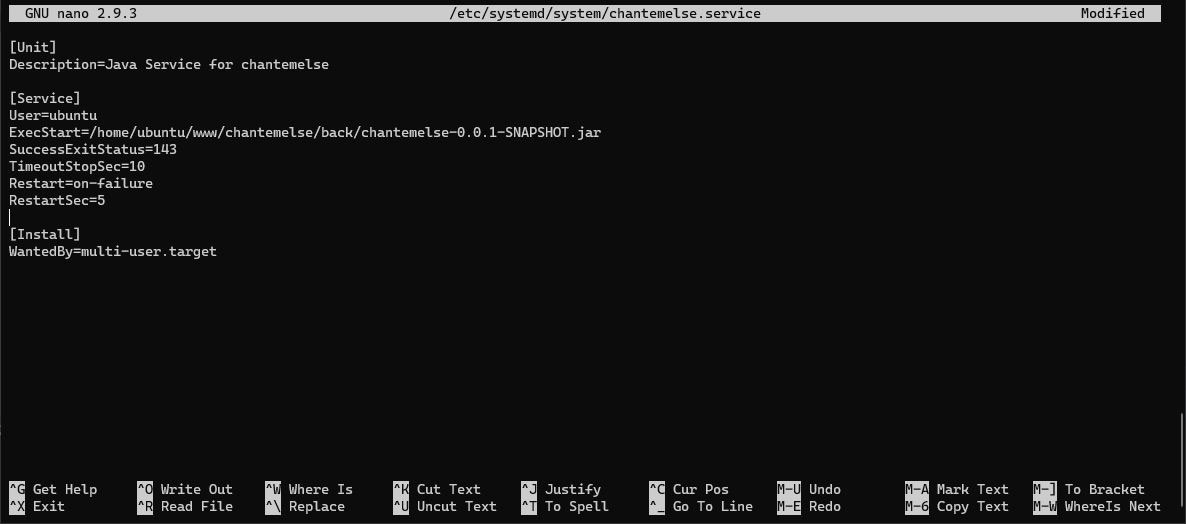 GNU nano 2.9.3 /etc/systemd/system/chantemelse.service Modified
[Unit]
Description=Java Service for chantemelse
[Service]
User=ubuntu
ExecStart=/home/ubuntu/www/chantemelse/back/chantemelse-0.0.1-SNAPSHOT.jar
SuccessExitStatus=143
TimeoutStopSec=10
Restart=on-failure
RestartSec=5
[Install]
WantedBy=multi-user.target
^G Get Help ^O Write Out ^W Where Is ^K Cut Text ^J Justify ^C Cur Pos M-U Undo M-A Mark Text M-] To Bracket
^X Exit ^R Read File ^\ Replace ^U Uncut Text ^T To Spell ^_ Go To Line M-E Redo M-6 Copy Text M-W WhereIs Next